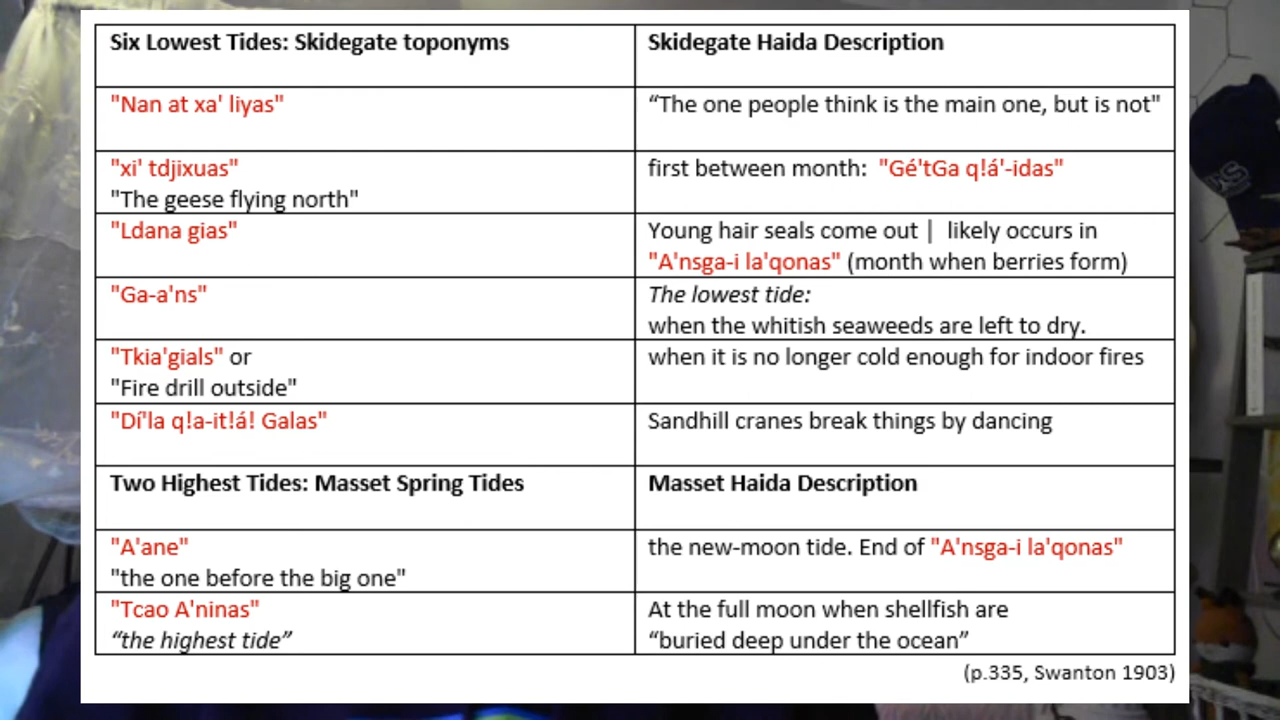 Six Lowest Tides: Skidegate toponyms
Skidegate Haida Description
"Nan at xa' liyas"
“The one people think is the main one, but is not"
"xi' tdjixuas"
"The geese flying north"
first between month:  "Gé'tGa q!á'-idas"
"Ldana gias"
Young hair seals come out |  likely occurs in
"A'nsga-i la'qonas" (month when berries form)
"Ga-a'ns"
The lowest tide:
when the whitish seaweeds are left to dry.
"Tkia'gials" or
"Fire drill outside"
when it is no longer cold enough for indoor fires
"Dí'la q!a-it!á! Galas"
Sandhill cranes break things by dancing
Two Highest Tides: Masset Spring Tides
Masset Haida Description
"A'ane"
"the one before the big one"
the new-moon tide. End of "A'nsga-i la'qonas"
"Tcao A'ninas"
“the highest tide”
At the full moon when shellfish are
“buried deep under the ocean”
(p.335, Swanton 1903)